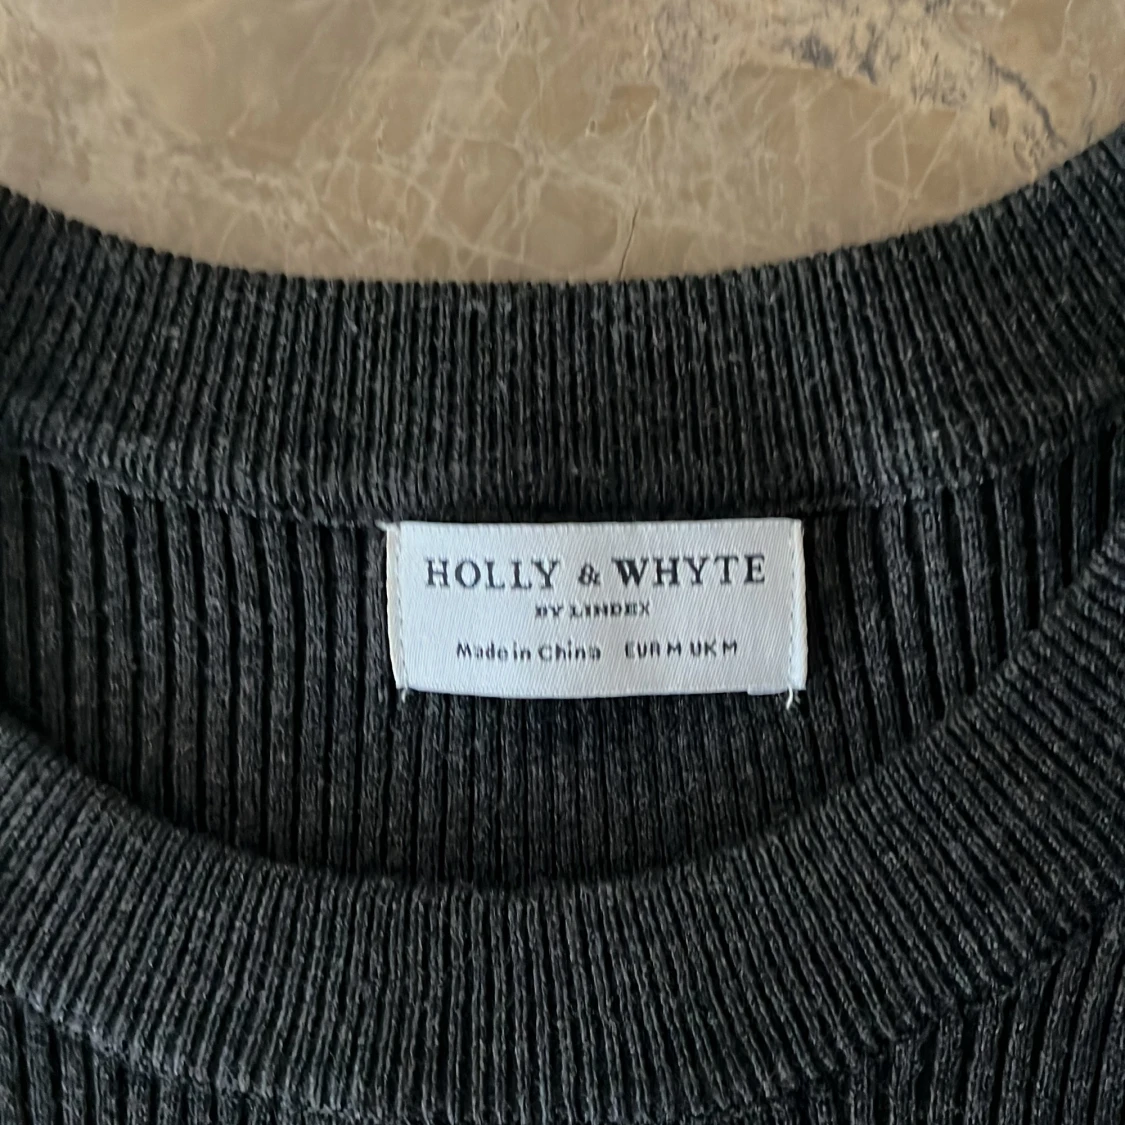 HOLLY & WHYTE
BY LINDEX
Made in China EUR M UK M